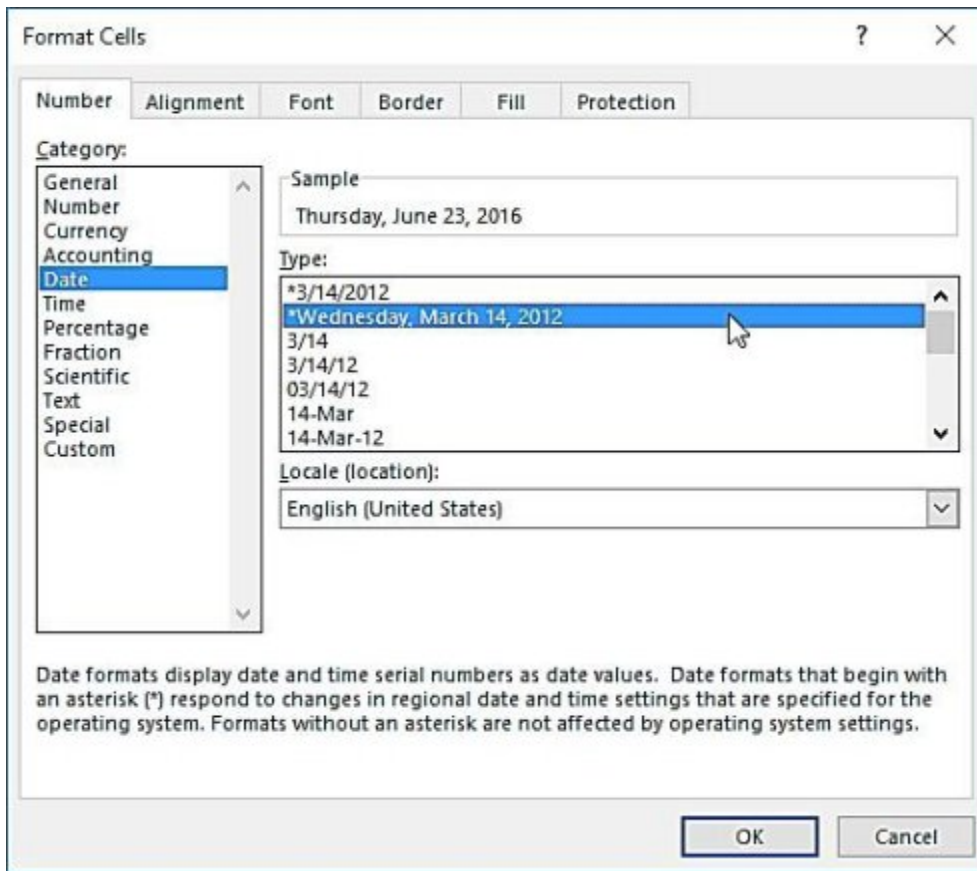 Format Cells
?
Number
Alignment
Font
Border
Fill
Protection
Category:
General
Number
Currency
Accounting
Date
Time
Percentage
Fraction
Scientific
Text
Special
Custom
Sample
Thursday, June 23, 2016
Type:
*3/14/2012
*Wednesday, March 14, 2012
3/14
3/14/12
03/14/12
14-Mar
14-Mar-12
Locale (location):
English (United States)
Date formats display date and time serial numbers as date values.  Date formats that begin with
an asterisk (*) respond to changes in regional date and time settings that are specified for the
operating system. Formats without an asterisk are not affected by operating system settings.
OK
Cancel